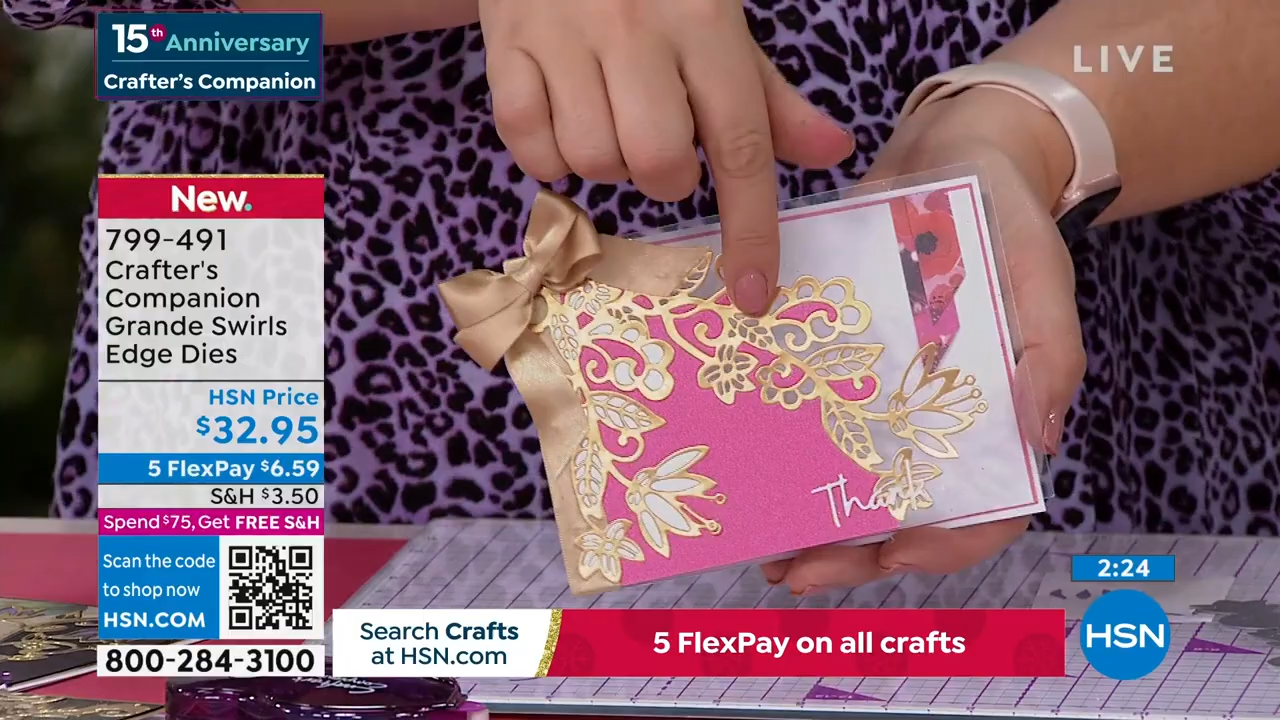 15th Anniversary
Crafter's Companion
LIVE
New.
799-491
Crafter's
Companion
Grande Swirls
Edge Dies
HSN Price
$32.95
5 FlexPay $6.59
S&H $3.50
Spend $75, Get FREE S&H
Scan the code
to shop now
HSN.COM
800-284-3100
Thank
2:24
Search Crafts
at HSN.com
5 FlexPay on all crafts
HSN